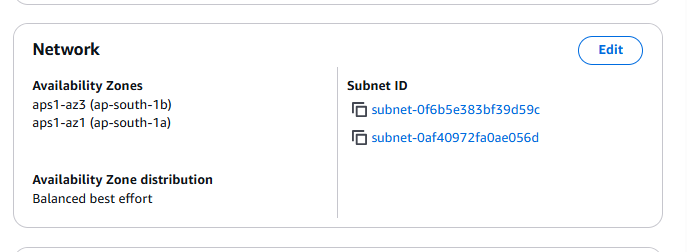 Network
Edit
Availability Zones
aps1-az3 (ap-south-1b)
aps1-az1 (ap-south-1a)
Subnet ID
subnet-0f6b5e383bf39d59c
subnet-0af40972fa0ae056d
Availability Zone distribution
Balanced best effort